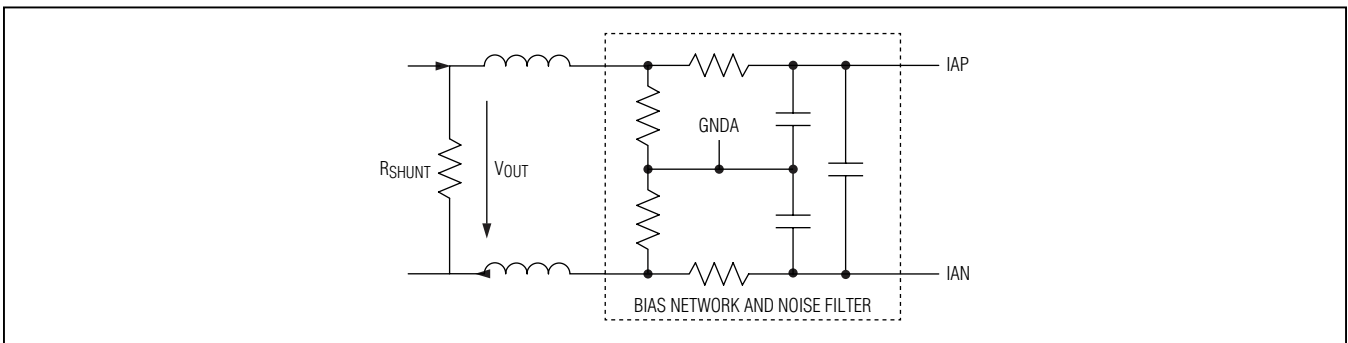 IAP
GNDA
RSHUNT
VOUT
IAN
BIAS NETWORK AND NOISE FILTER